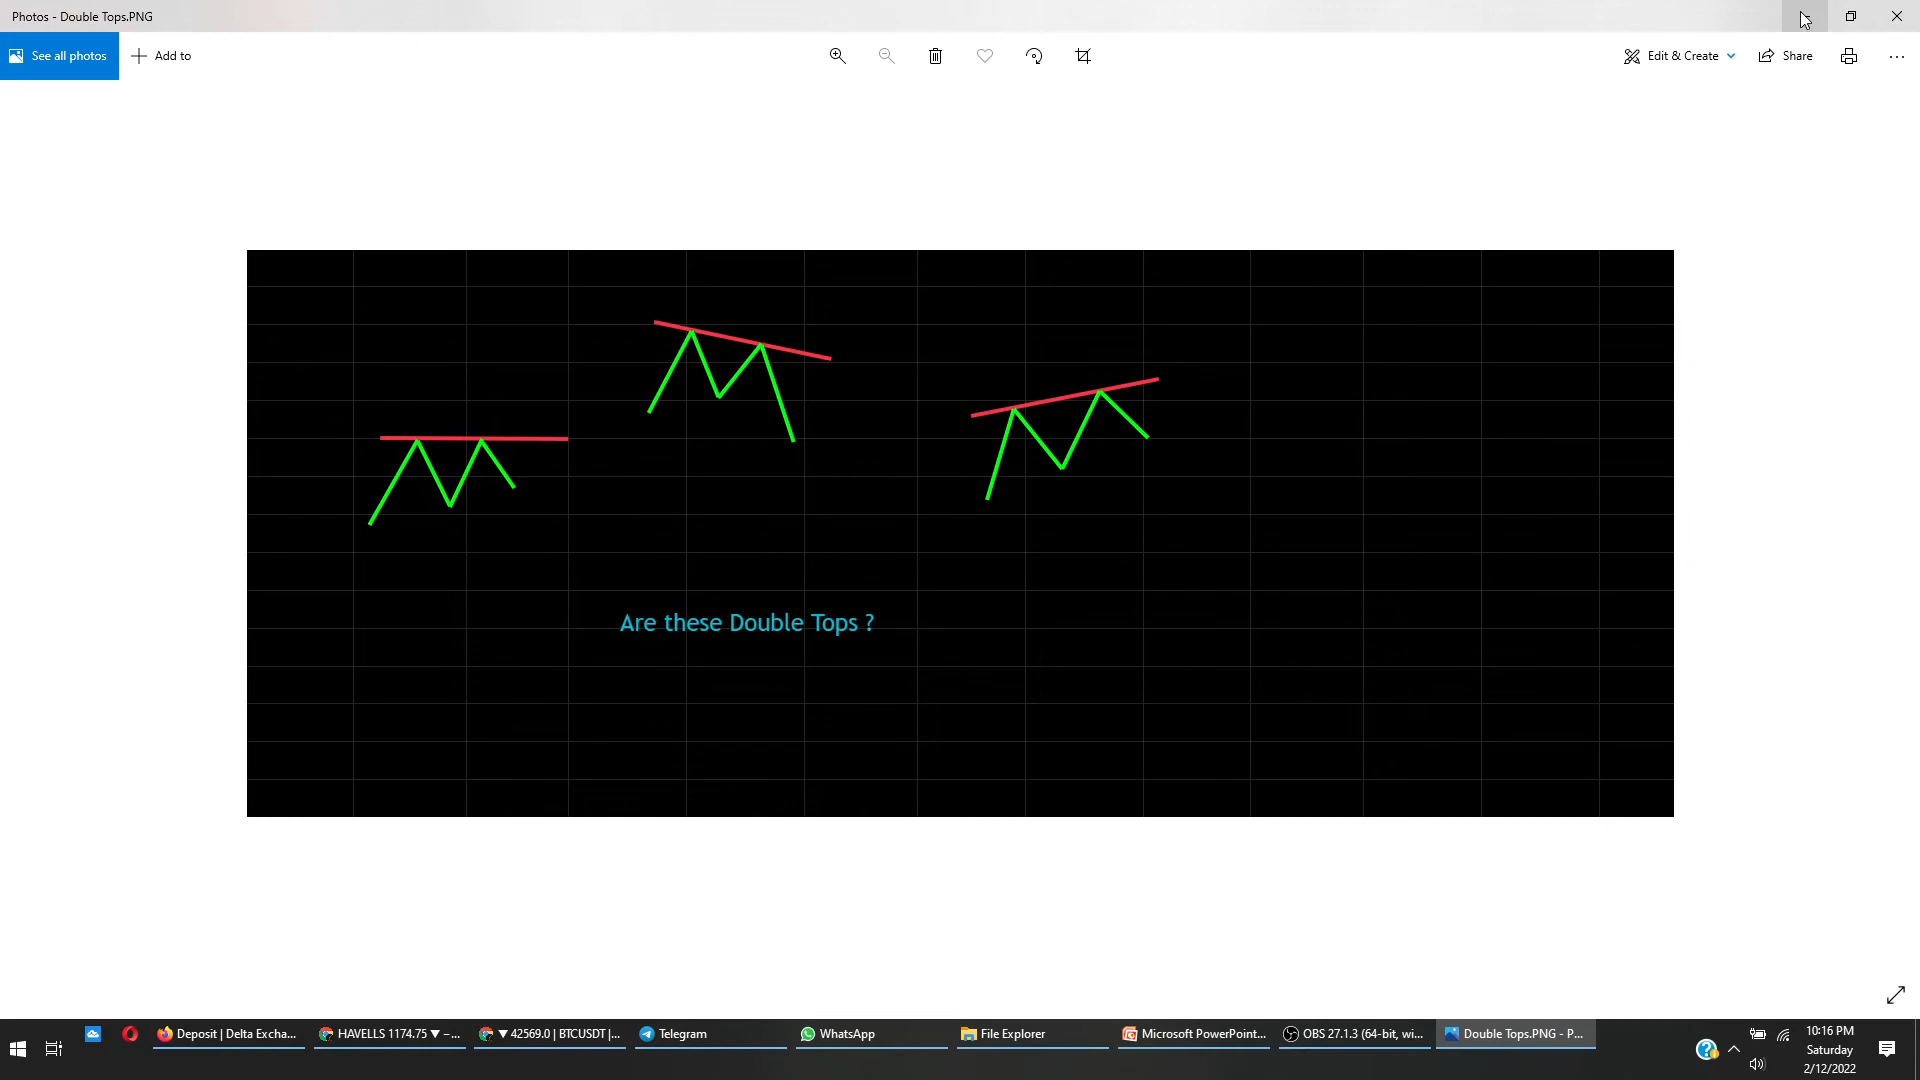 Photos - Double Tops.PNG
See all photos
Add to
Edit & Create
Share
Are these Double Tops ?
Deposit | Delta Excha...
HAVELLS 1174.75 ▼ – ...
▼ 42569.0 | BTCUSDT |...
Telegram
WhatsApp
File Explorer
Microsoft PowerPoint...
OBS 27.1.3 (64-bit, wi...
Double Tops.PNG - P...
10:16 PM
Saturday
2/12/2022